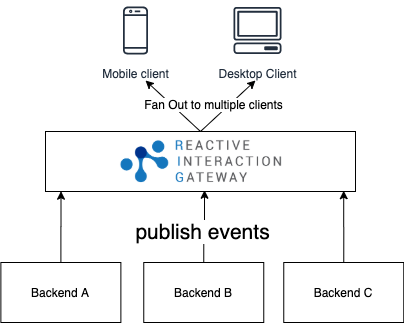 Mobile client
Desktop Client
Fan Out to multiple clients
REACTIVE
INTERACTION
GATEWAY
publish events
Backend A
Backend B
Backend C